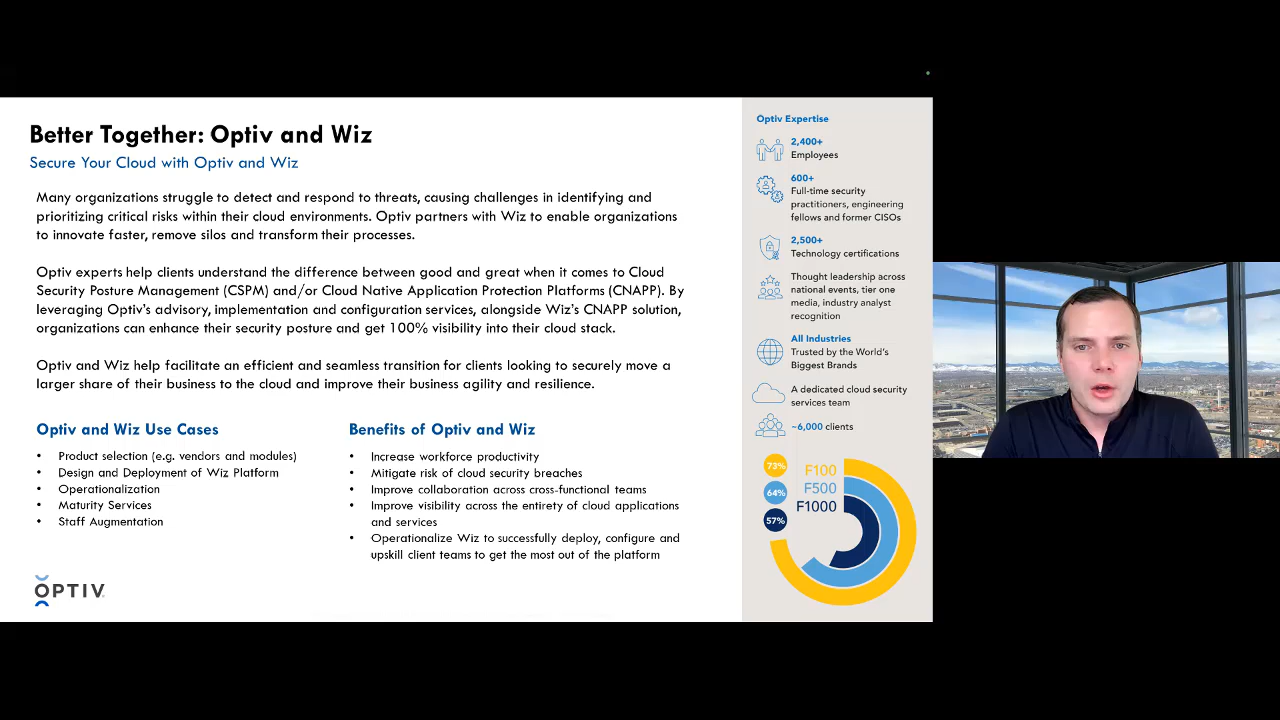 Better Together: Optiv and Wiz
Secure Your Cloud with Optiv and Wiz
Many organizations struggle to detect and respond to threats, causing challenges in identifying and
prioritizing critical risks within their cloud environments. Optiv partners with Wiz to enable organizations
to innovate faster, remove silos and transform their processes.
Optiv experts help clients understand the difference between good and great when it comes to Cloud
Security Posture Management (CSPM) and/or Cloud Native Application Protection Platforms (CNAPP). By
leveraging Optiv's advisory, implementation and configuration services, alongside Wiz's CNAPP solution,
organizations can enhance their security posture and get 100% visibility into their cloud stack.
Optiv and Wiz help facilitate an efficient and seamless transition for clients looking to securely move a
larger share of their business to the cloud and improve their business agility and resilience.
Optiv and Wiz Use Cases
• Product selection (e.g. vendors and modules)
• Design and Deployment of Wiz Platform
• Operationalization
• Maturity Services
• Staff Augmentation
Benefits of Optiv and Wiz
• Increase workforce productivity
• Mitigate risk of cloud security breaches
• Improve collaboration across cross-functional teams
• Improve visibility across the entirety of cloud applications
and services
• Operationalize Wiz to successfully deploy, configure and
upskill client teams to get the most out of the platform
OPTIV
Optiv Expertise
2,400+
Employees
600+
Full-time security
practitioners, engineering
fellows and former CISOs
2,500+
Technology certifications
Thought leadership across
national events, tier one
media, industry analyst
recognition
All Industries
Trusted by the World's
Biggest Brands
A dedicated cloud security
services team
~6,000 clients
73% F100
64% F500
57% F1000